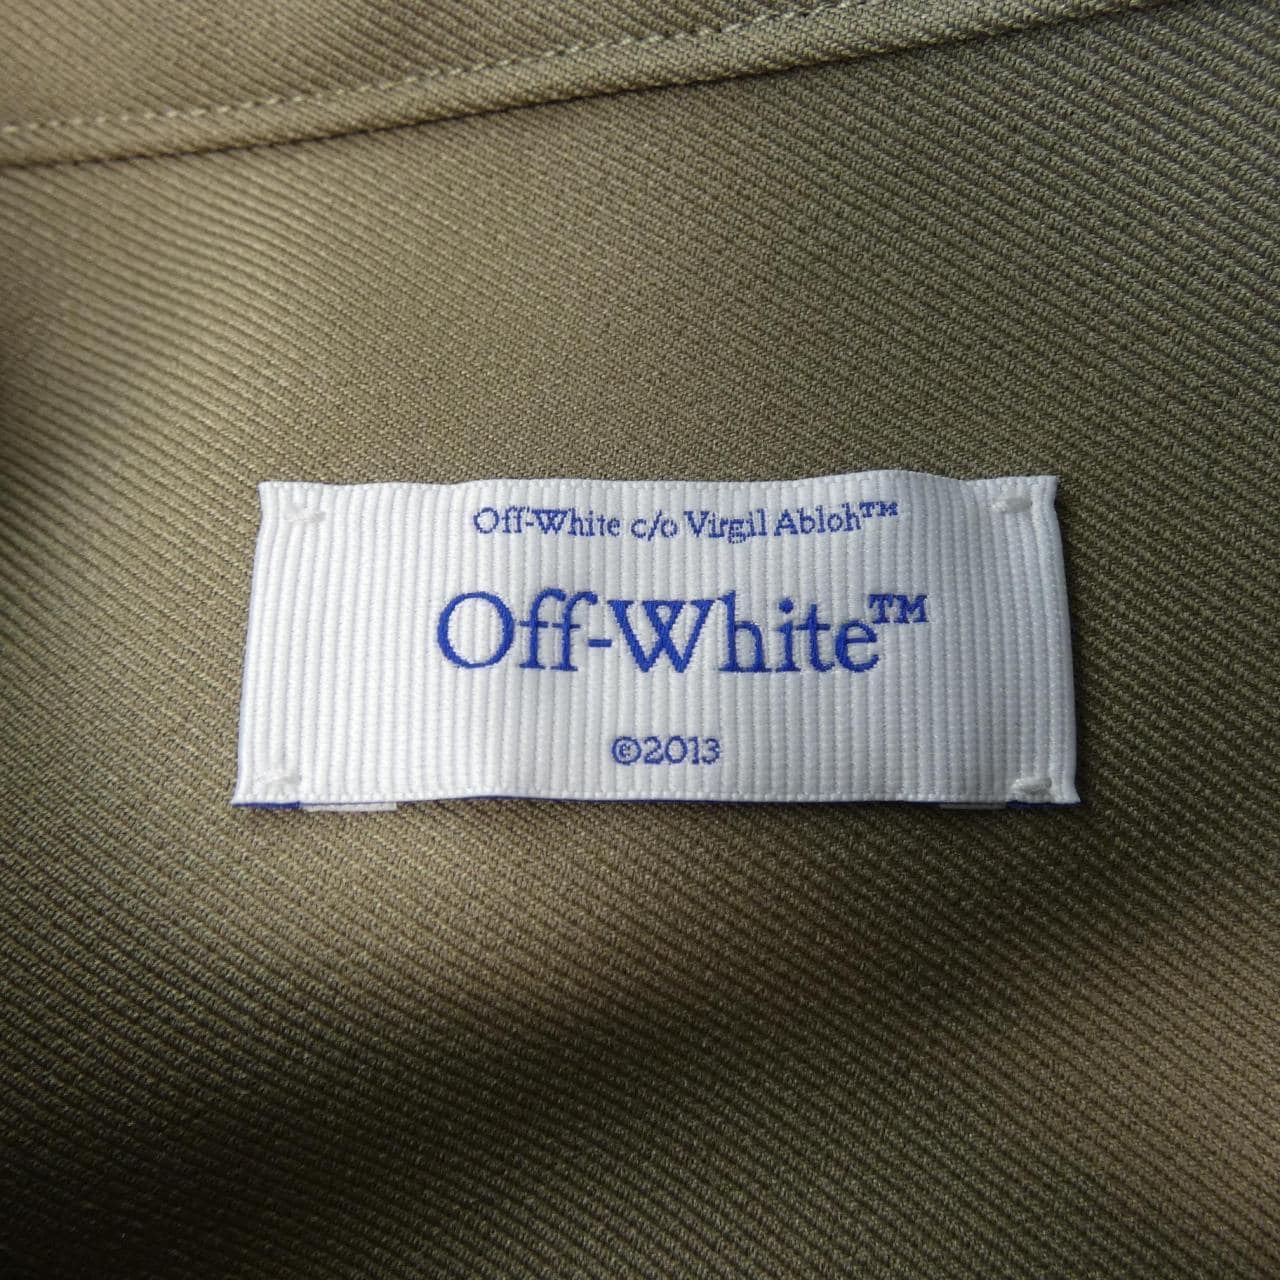 Off-White c/o Virgil Abloh™
Off-White™
©2013